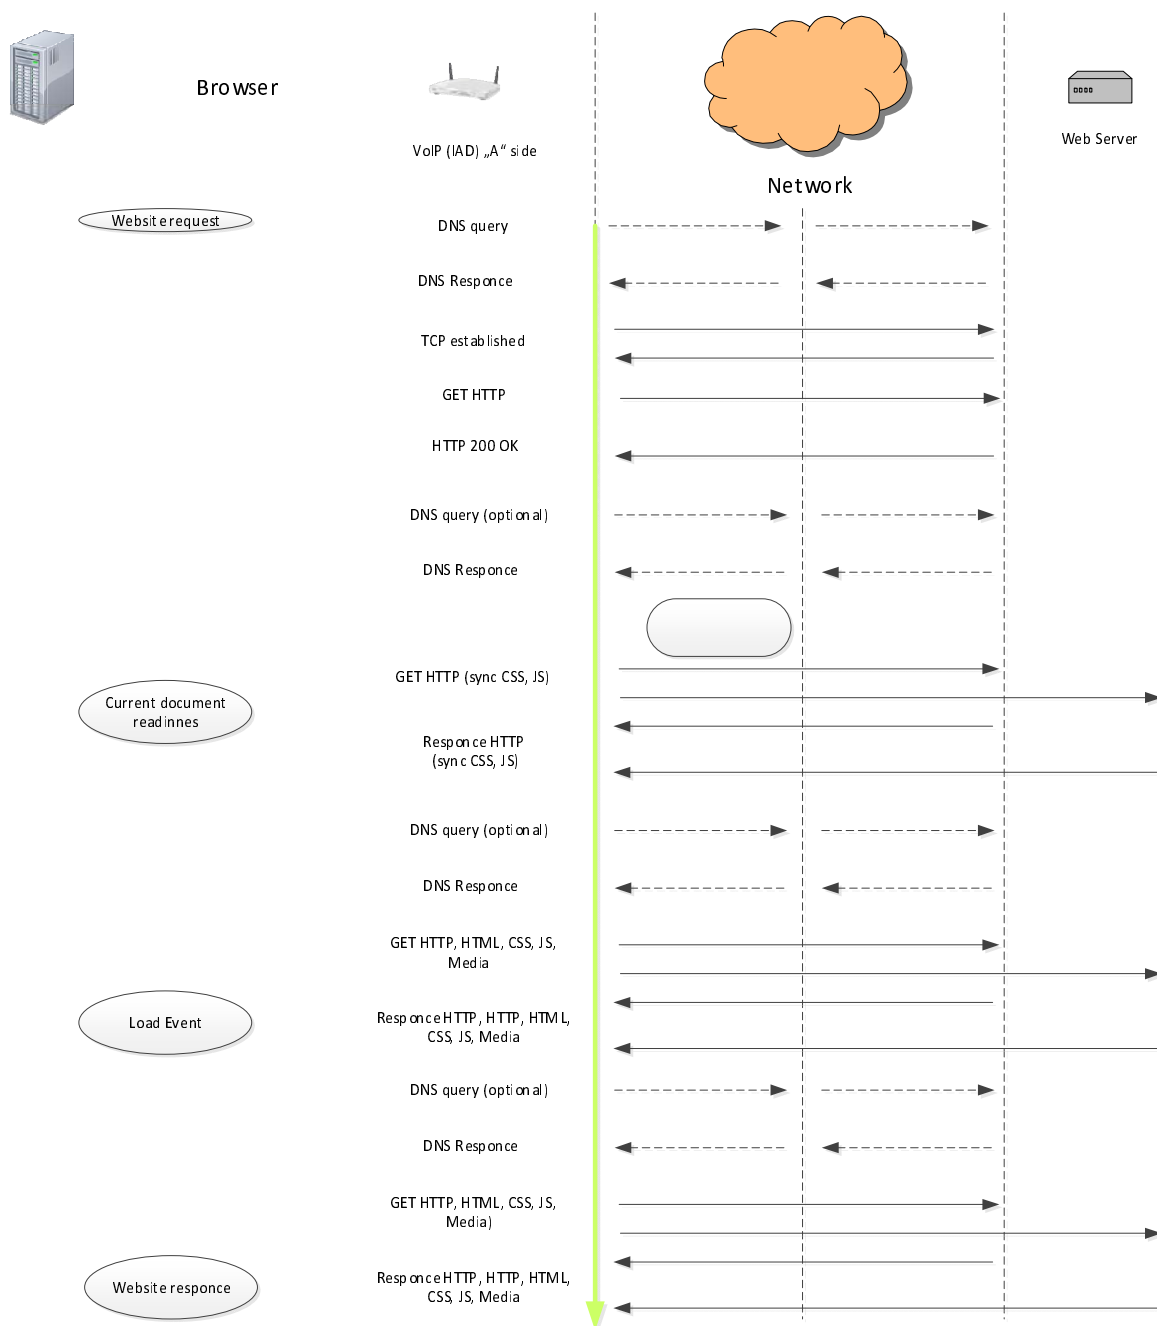 Browser
VoIP (IAD) „A“ side
Web Server
Network
Website request
DNS query
DNS Responce
TCP established
GET HTTP
HTTP 200 OK
DNS query (optional)
DNS Responce
GET HTTP (sync CSS, JS)
Current document
readinnes
Responce HTTP
(sync CSS, JS)
DNS query (optional)
DNS Responce
GET HTTP, HTML, CSS, JS,
Media
Load Event
Responce HTTP, HTTP, HTML,
CSS, JS, Media
DNS query (optional)
DNS Responce
GET HTTP, HTML, CSS, JS,
Media)
Website responce
Responce HTTP, HTTP, HTML,
CSS, JS, Media